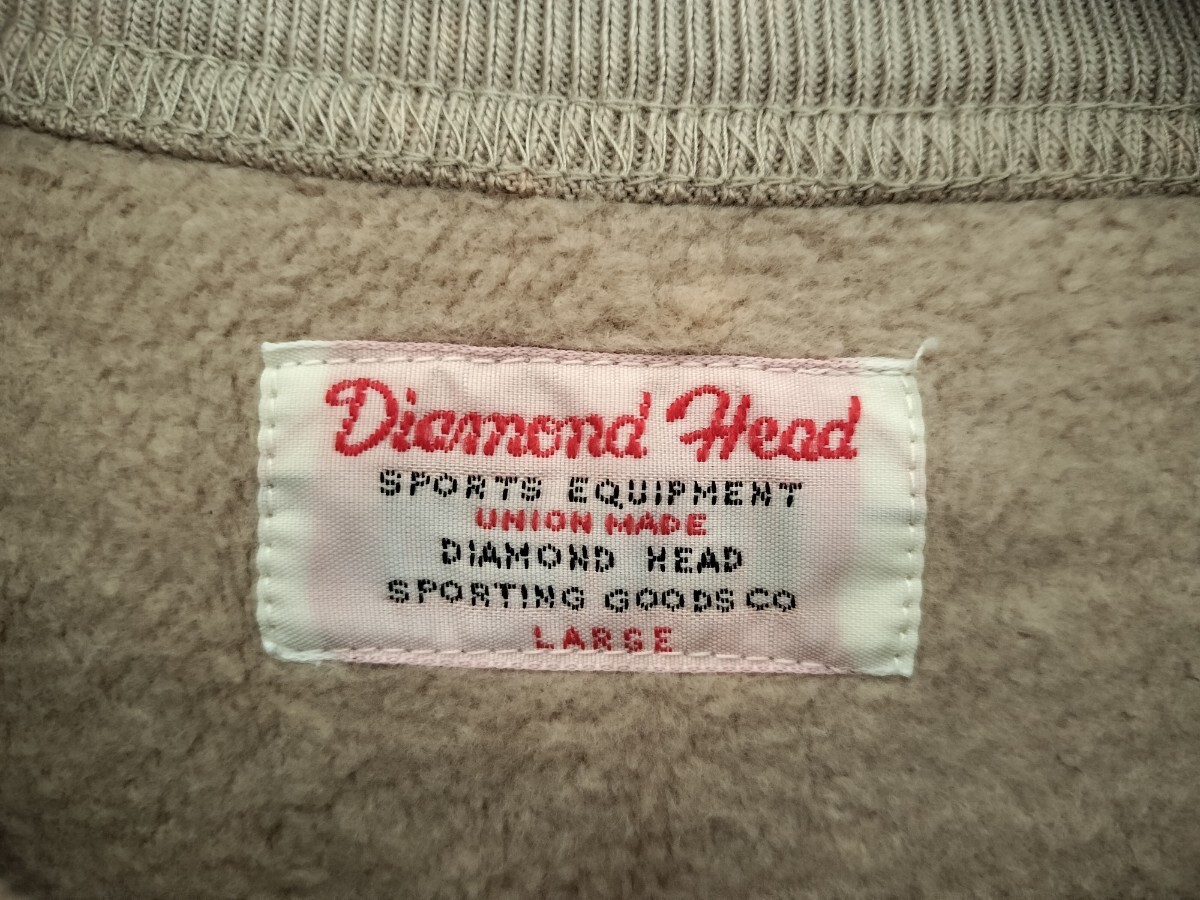 Diamond Head
SPORTS EQUIPMENT
UNION MADE
DIAMOND HEAD
SPORTING GOODS CO
LARGE